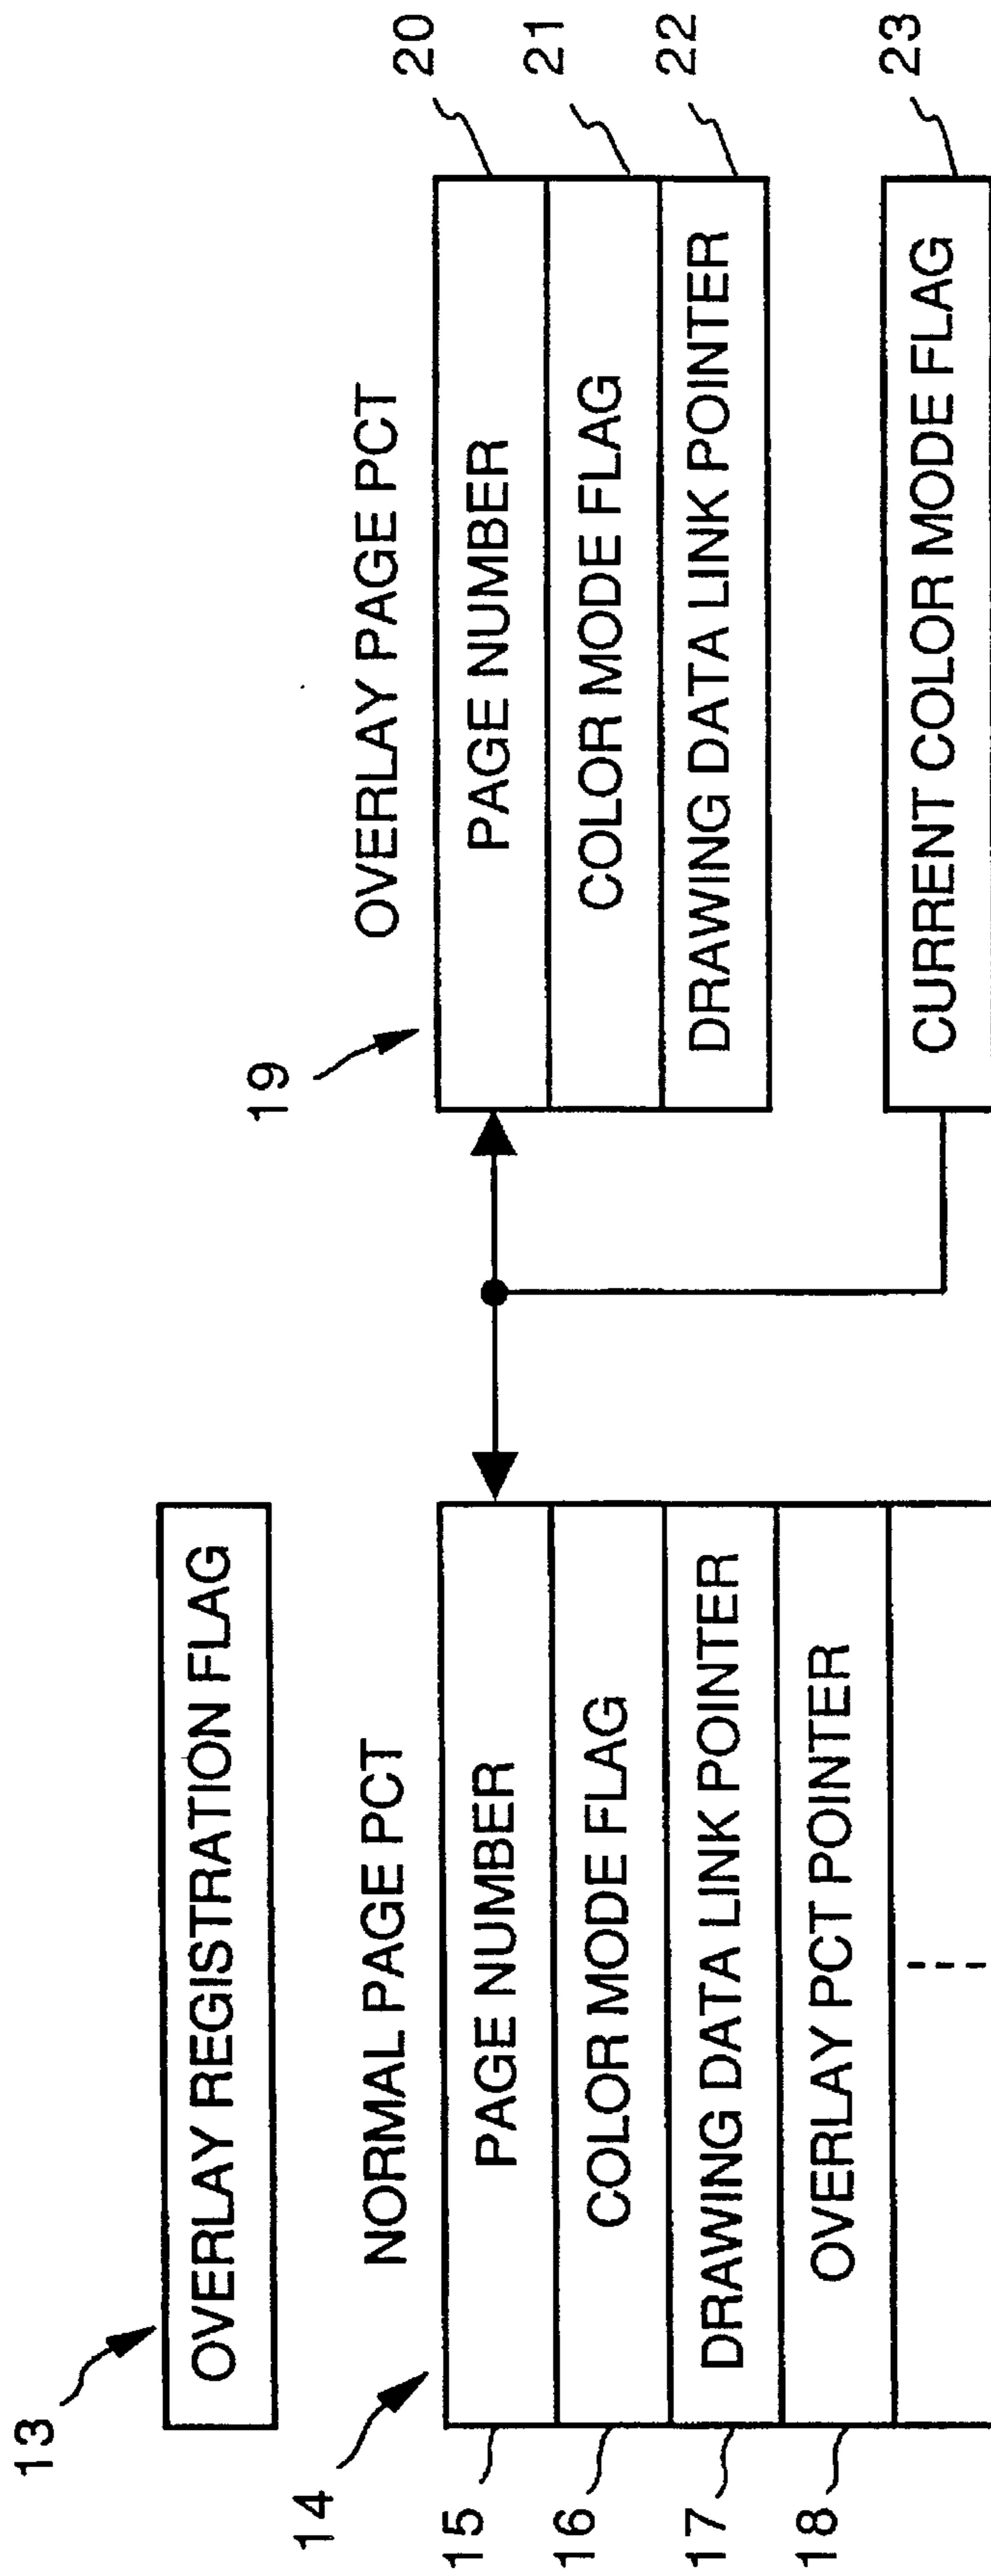 13
OVERLAY REGISTRATION FLAG
14
NORMAL PAGE PCT
15
PAGE NUMBER
16
COLOR MODE FLAG
17
DRAWING DATA LINK POINTER
18
OVERLAY PCT POINTER
19
OVERLAY PAGE PCT
PAGE NUMBER
20
COLOR MODE FLAG
21
DRAWING DATA LINK POINTER
22
CURRENT COLOR MODE FLAG
23